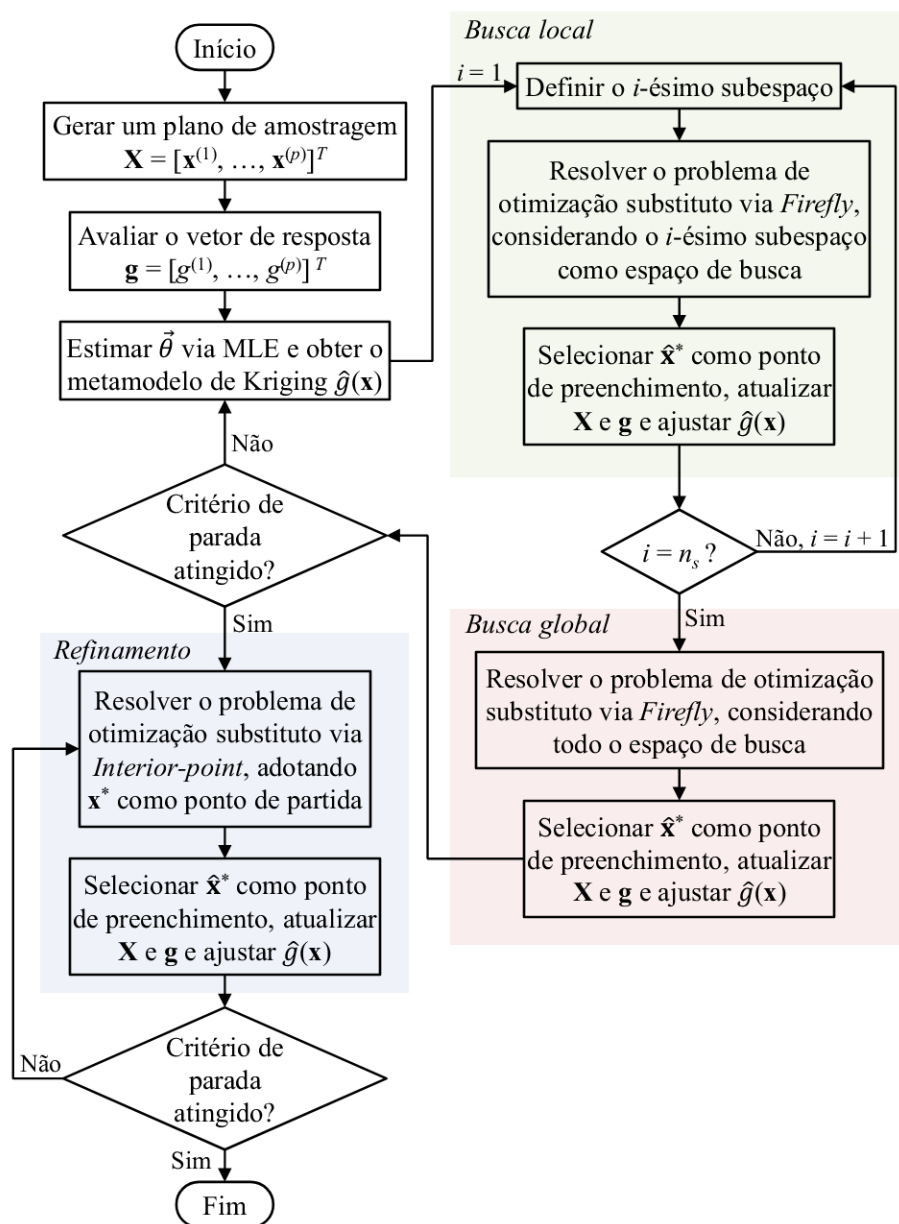 Início
Gerar um plano de amostragem
X = [x⁽¹⁾, …, x⁽ᵖ⁾]ᵀ
Avaliar o vetor de resposta
g = [g⁽¹⁾, …, g⁽ᵖ⁾]ᵀ
Estimar θ⃗ via MLE e obter o
metamodelo de Kriging ĝ(x)
i = 1
Busca local
Definir o i-ésimo subespaço
Resolver o problema de
otimização substituto via Firefly,
considerando o i-ésimo subespaço
como espaço de busca
Selecionar x̂* como ponto
de preenchimento, atualizar
X e g e ajustar ĝ(x)
i = nₛ ?
Não, i = i + 1
Sim
Busca global
Resolver o problema de otimização
substituto via Firefly, considerando
todo o espaço de busca
Selecionar x̂* como ponto
de preenchimento, atualizar
X e g e ajustar ĝ(x)
Não
Critério de
parada
atingido?
Sim
Refinamento
Resolver o problema de
otimização substituto via
Interior-point, adotando
x* como ponto de partida
Selecionar x̂* como ponto
de preenchimento, atualizar
X e g e ajustar ĝ(x)
Não
Critério de
parada
atingido?
Sim
Fim